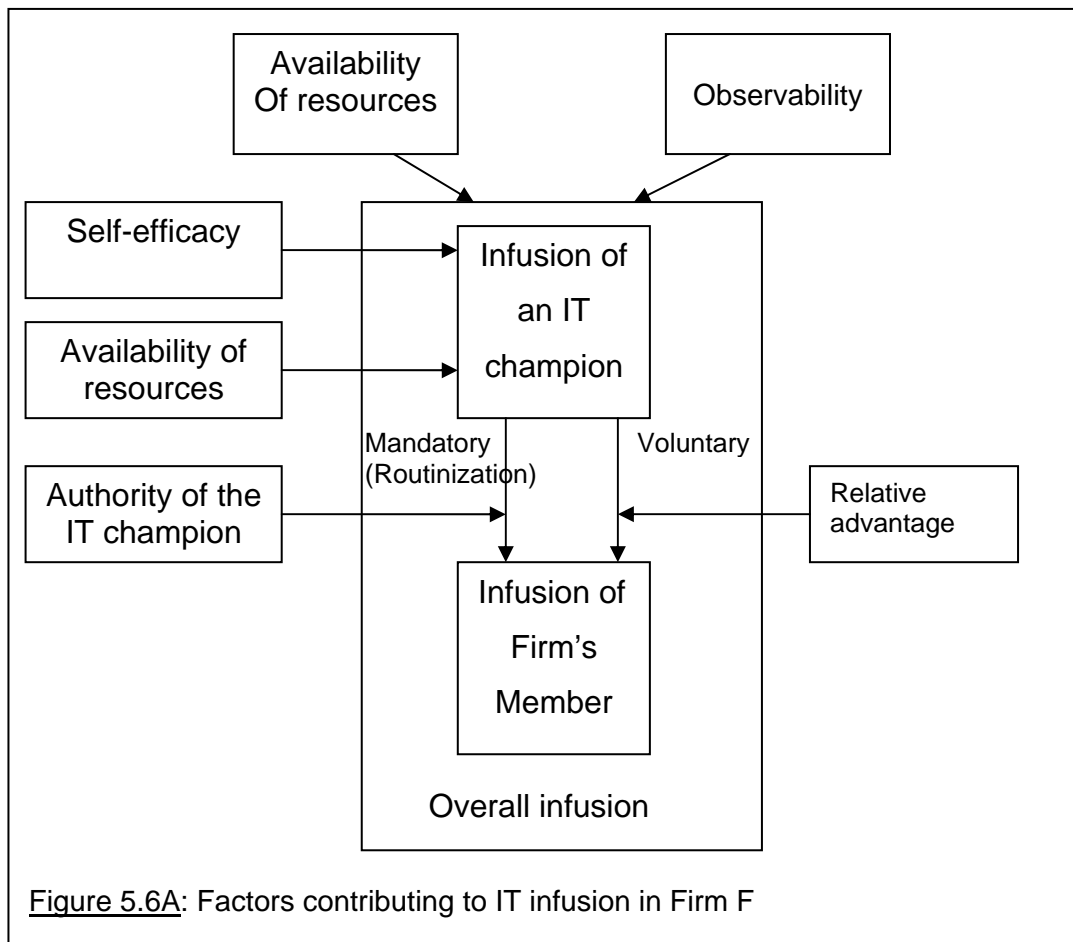 Availability
Of resources
Observability
Self-efficacy
Infusion of
an IT
champion
Availability of
resources
Mandatory
(Routinization)
Voluntary
Authority of the
IT champion
Relative
advantage
Infusion of
Firm’s
Member
Overall infusion
Figure 5.6A: Factors contributing to IT infusion in Firm F